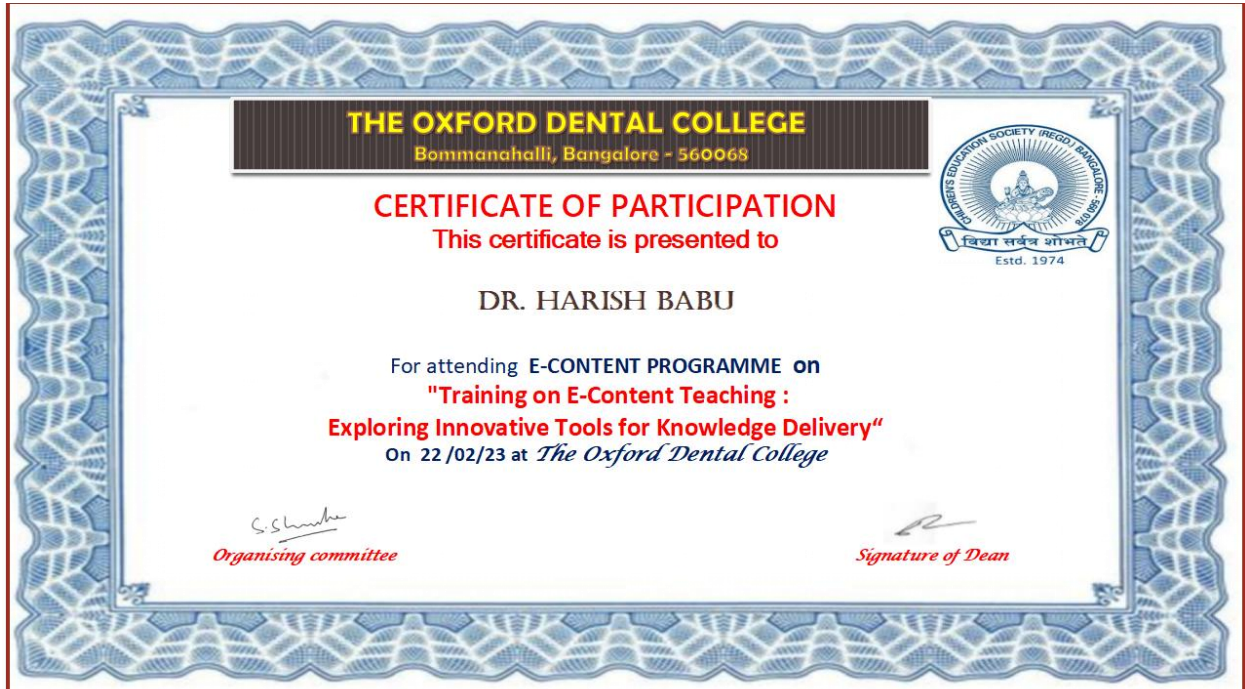 THE OXFORD DENTAL COLLEGE
Bommanahalli, Bangalore - 560068
CHILDREN'S EDUCATION SOCIETY (REGD.) BANGALORE - 560 078
विद्या सर्वत्र शोभते
Estd. 1974
CERTIFICATE OF PARTICIPATION
This certificate is presented to
DR. HARISH BABU
For attending E-CONTENT PROGRAMME on
"Training on E-Content Teaching :
Exploring Innovative Tools for Knowledge Delivery“
On 22 /02/23 at The Oxford Dental College
Organising committee
Signature of Dean